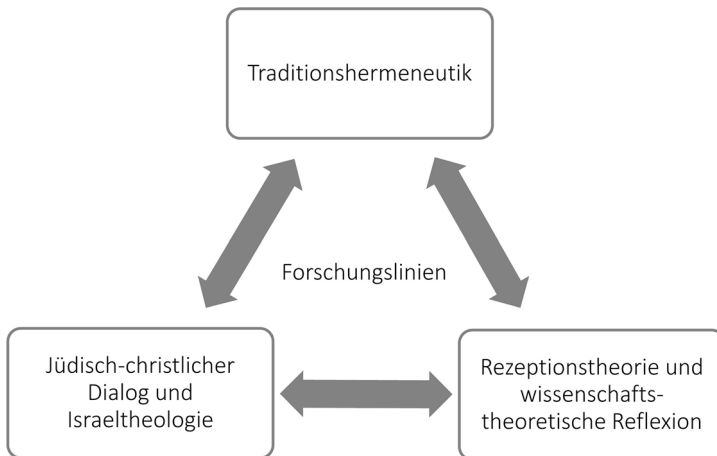 Traditionshermeneutik
Forschungslinien
Jüdisch-christlicher
Dialog und
Israeltheologie
Rezeptionstheorie und
wissenschafts-
theoretische Reflexion